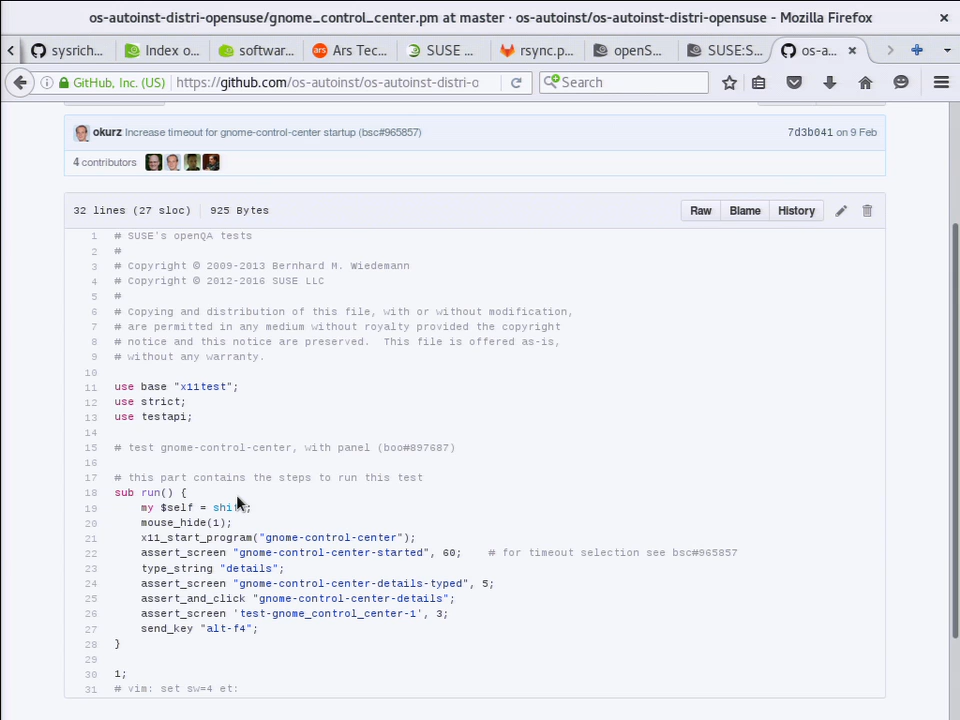 os-autoinst-distri-opensuse/gnome_control_center.pm at master · os-autoinst/os-autoinst-distri-opensuse - Mozilla Firefox
sysrich... Index o... softwar... Ars Tec... SUSE ... rsync.p... openS... SUSE:S... os-a...
GitHub, Inc. (US) https://github.com/os-autoinst/os-autoinst-distri-o Search
okurz Increase timeout for gnome-control-center startup (bsc#965857) 7d3b041 on 9 Feb
4 contributors
32 lines (27 sloc) 925 Bytes Raw Blame History
1 # SUSE's openQA tests
2 #
3 # Copyright © 2009-2013 Bernhard M. Wiedemann
4 # Copyright © 2012-2016 SUSE LLC
5 #
6 # Copying and distribution of this file, with or without modification,
7 # are permitted in any medium without royalty provided the copyright
8 # notice and this notice are preserved.  This file is offered as-is,
9 # without any warranty.
10
11 use base "x11test";
12 use strict;
13 use testapi;
14
15 # test gnome-control-center, with panel (boo#897687)
16
17 # this part contains the steps to run this test
18 sub run() {
19 my $self = shift;
20 mouse_hide(1);
21 x11_start_program("gnome-control-center");
22 assert_screen "gnome-control-center-started", 60;    # for timeout selection see bsc#965857
23 type_string "details";
24 assert_screen "gnome-control-center-details-typed", 5;
25 assert_and_click "gnome-control-center-details";
26 assert_screen 'test-gnome_control_center-1', 3;
27 send_key "alt-f4";
28 }
29
30 1;
31 # vim: set sw=4 et: